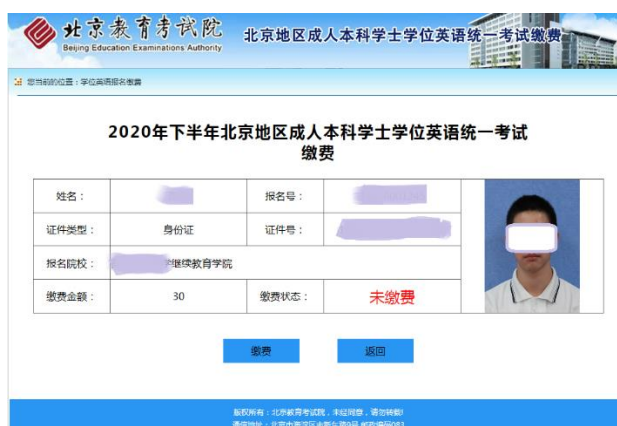 北京教育考试院 北京地区成人本科学士学位英语统一考试缴费
Beijing Education Examinations Authority
您当前的位置：学位英语报名缴费
2020年下半年北京地区成人本科学士学位英语统一考试
缴费
姓名： 报名号：
证件类型： 身份证 证件号：
报名院校： 继续教育学院
缴费金额： 30 缴费状态： 未缴费
缴费 返回
版权所有：北京教育考试院，未经同意，请勿转载!